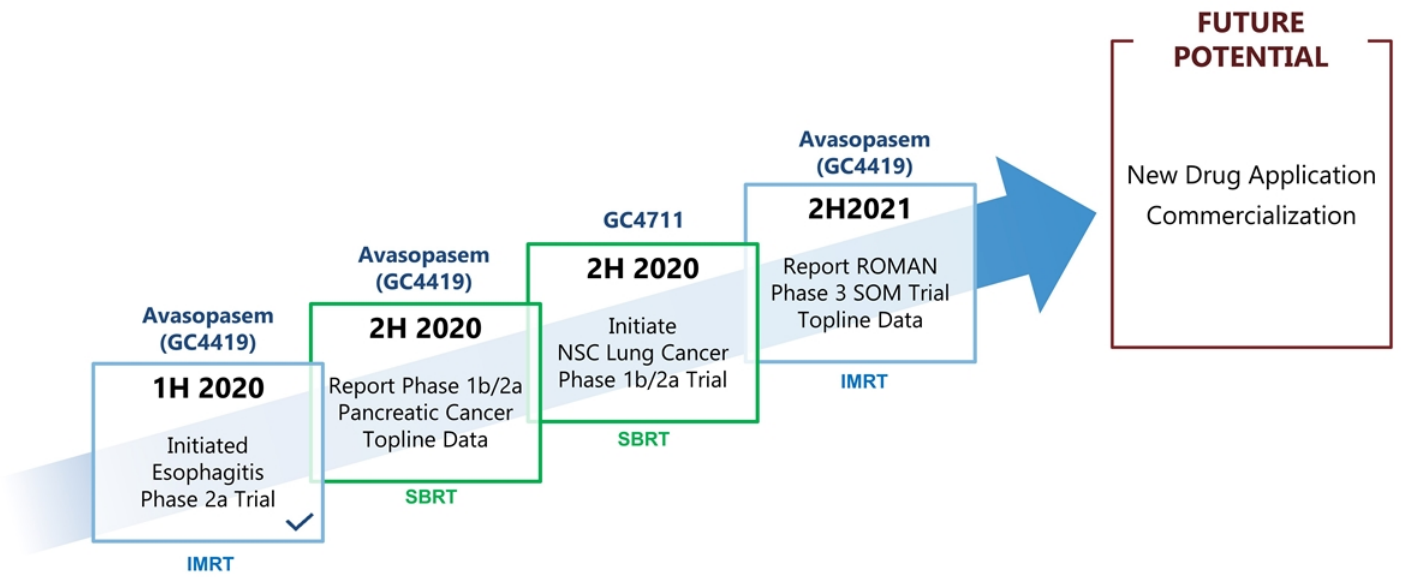 Avasopasem
(GC4419)
1H 2020
Initiated
Esophagitis
Phase 2a Trial
IMRT
Avasopasem
(GC4419)
2H 2020
Report Phase 1b/2a
Pancreatic Cancer
Topline Data
SBRT
GC4711
2H 2020
Initiate
NSC Lung Cancer
Phase 1b/2a Trial
SBRT
Avasopasem
(GC4419)
2H2021
Report ROMAN
Phase 3 SOM Trial
Topline Data
IMRT
FUTURE
POTENTIAL
New Drug Application
Commercialization